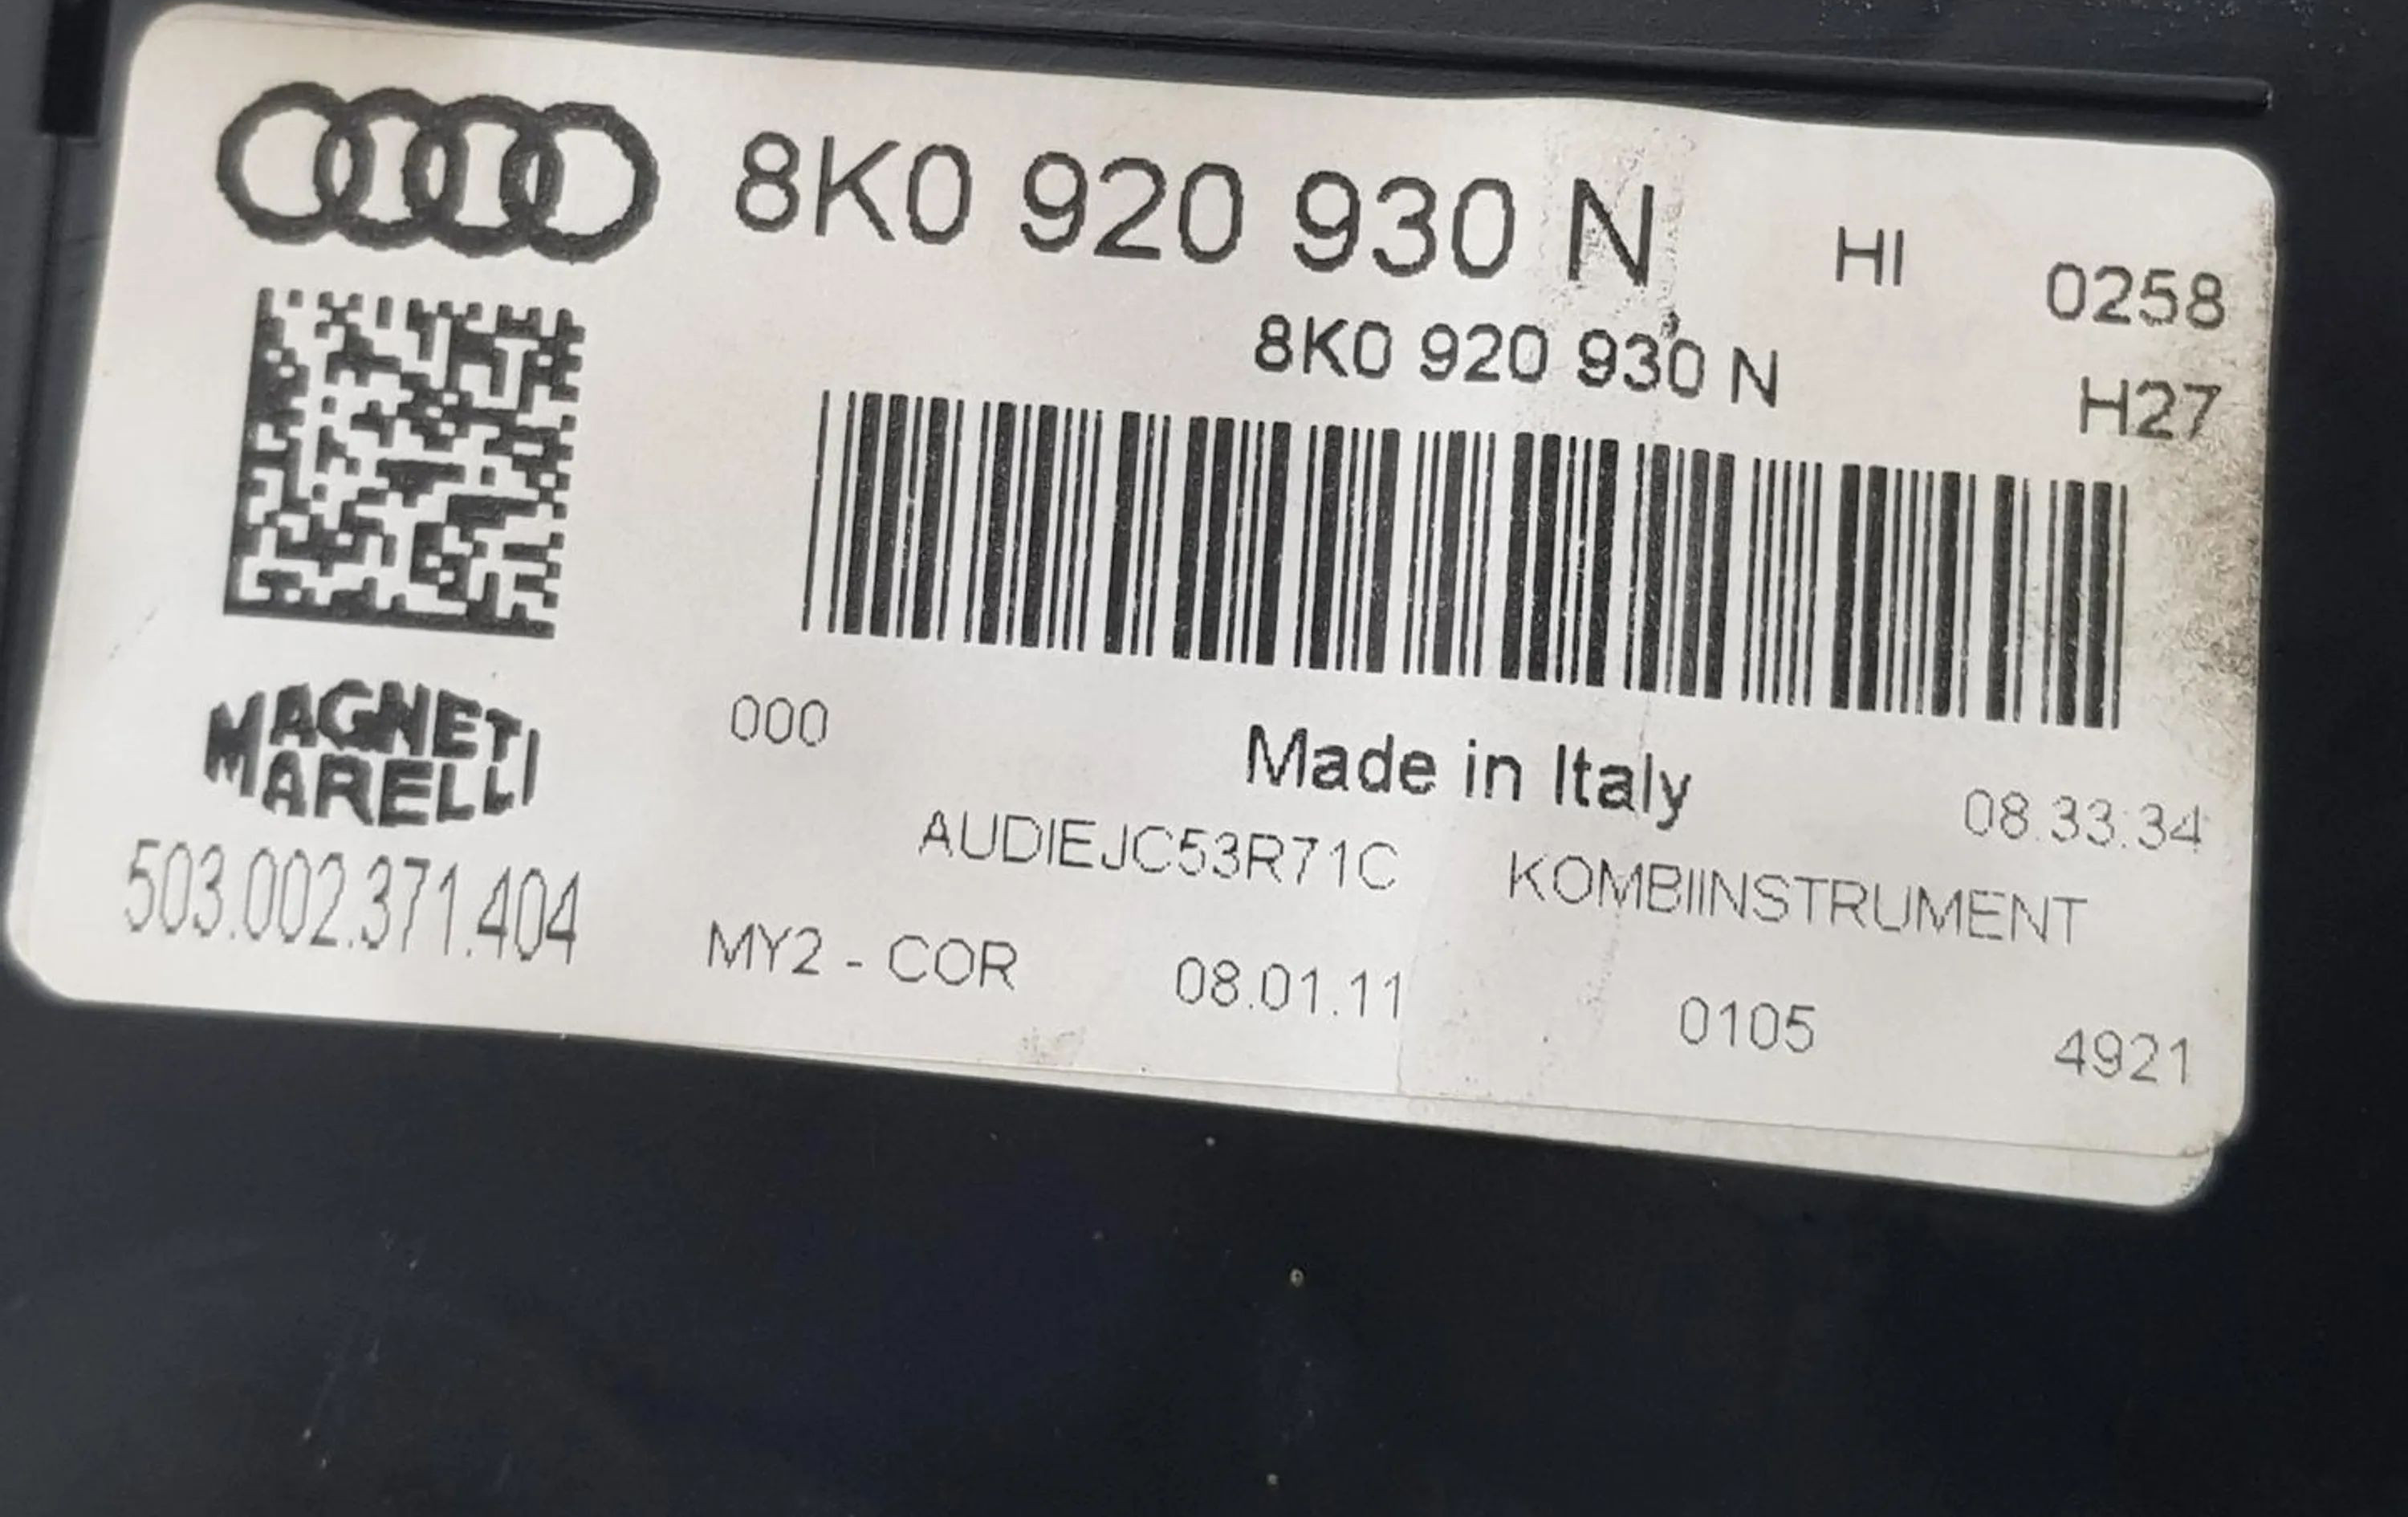 8K0 920 930 N HI 0258
8K0 920 930 N H27
MAGNETI
MARELLI
503.002.371.404
000 Made in Italy 08.33:34
AUDIEJC53R71C KOMBIINSTRUMENT
MY2 - COR 08.01.11 0105 4921